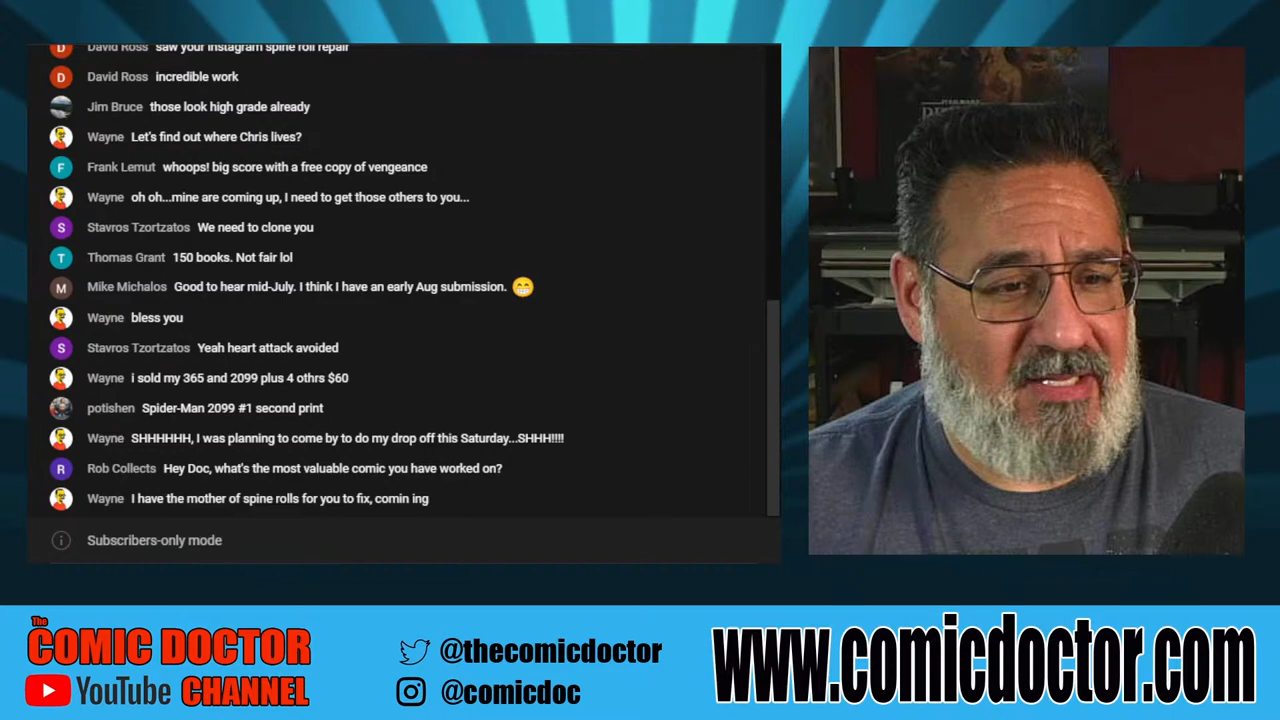 David Ross saw your instagram spine roll repair
D David Ross incredible work
Jim Bruce those look high grade already
Wayne Let's find out where Chris lives?
F Frank Lemut whoops! big score with a free copy of vengeance
Wayne oh oh...mine are coming up, I need to get those others to you...
S Stavros Tzortzatos We need to clone you
T Thomas Grant 150 books. Not fair lol
M Mike Michalos Good to hear mid-July. I think I have an early Aug submission. 😁
Wayne bless you
S Stavros Tzortzatos Yeah heart attack avoided
Wayne i sold my 365 and 2099 plus 4 othrs $60
potishen Spider-Man 2099 #1 second print
Wayne SHHHHHH, I was planning to come by to do my drop off this Saturday...SHHH!!!!
R Rob Collects Hey Doc, what's the most valuable comic you have worked on?
Wayne I have the mother of spine rolls for you to fix, comin ing
Subscribers-only mode
STAR WARS
The
COMIC DOCTOR
YouTube CHANNEL
@thecomicdoctor
@comicdoc
www.comicdoctor.com